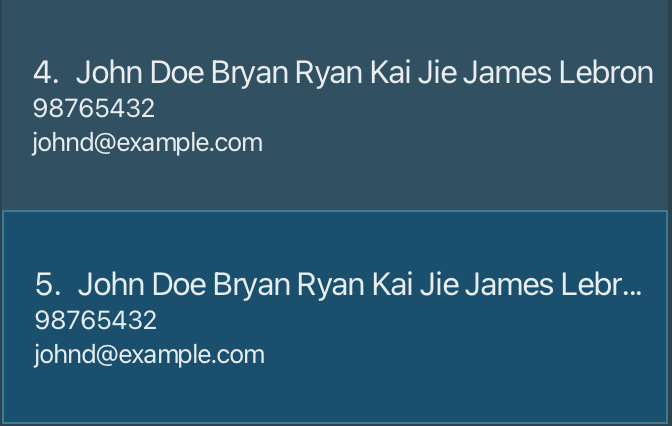 4. John Doe Bryan Ryan Kai Jie James Lebron
98765432
johnd@example.com
5. John Doe Bryan Ryan Kai Jie James Lebr...
98765432
johnd@example.com